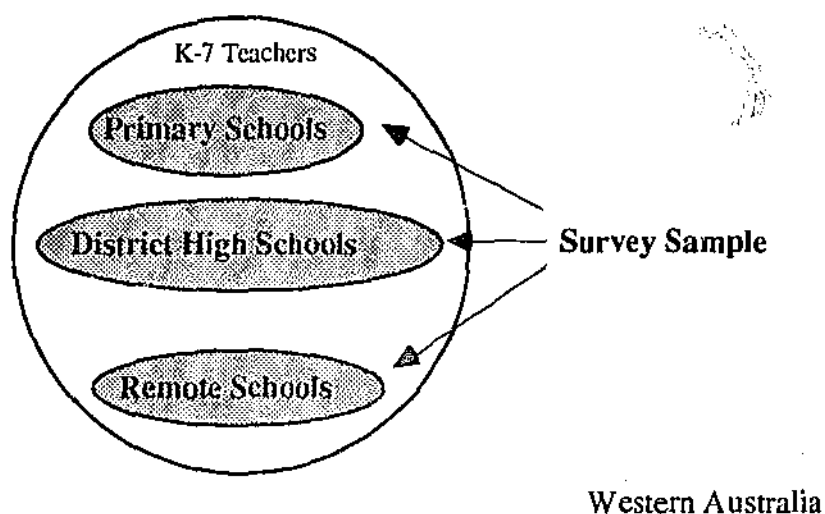 K-7 Teachers
Primary Schools
District High Schools
Survey Sample
Remote Schools
Western Australia